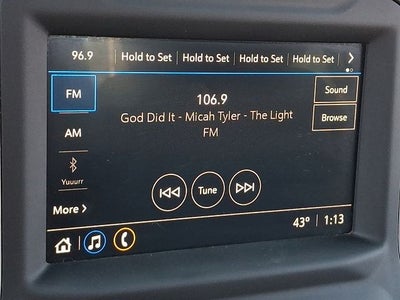 96.9 Hold to Set Hold to Set Hold to Set Hold to Set
FM
106.9
Sound
God Did It - Micah Tyler - The Light
FM
Browse
AM
Yuuurr
Tune
More
43° 1:13